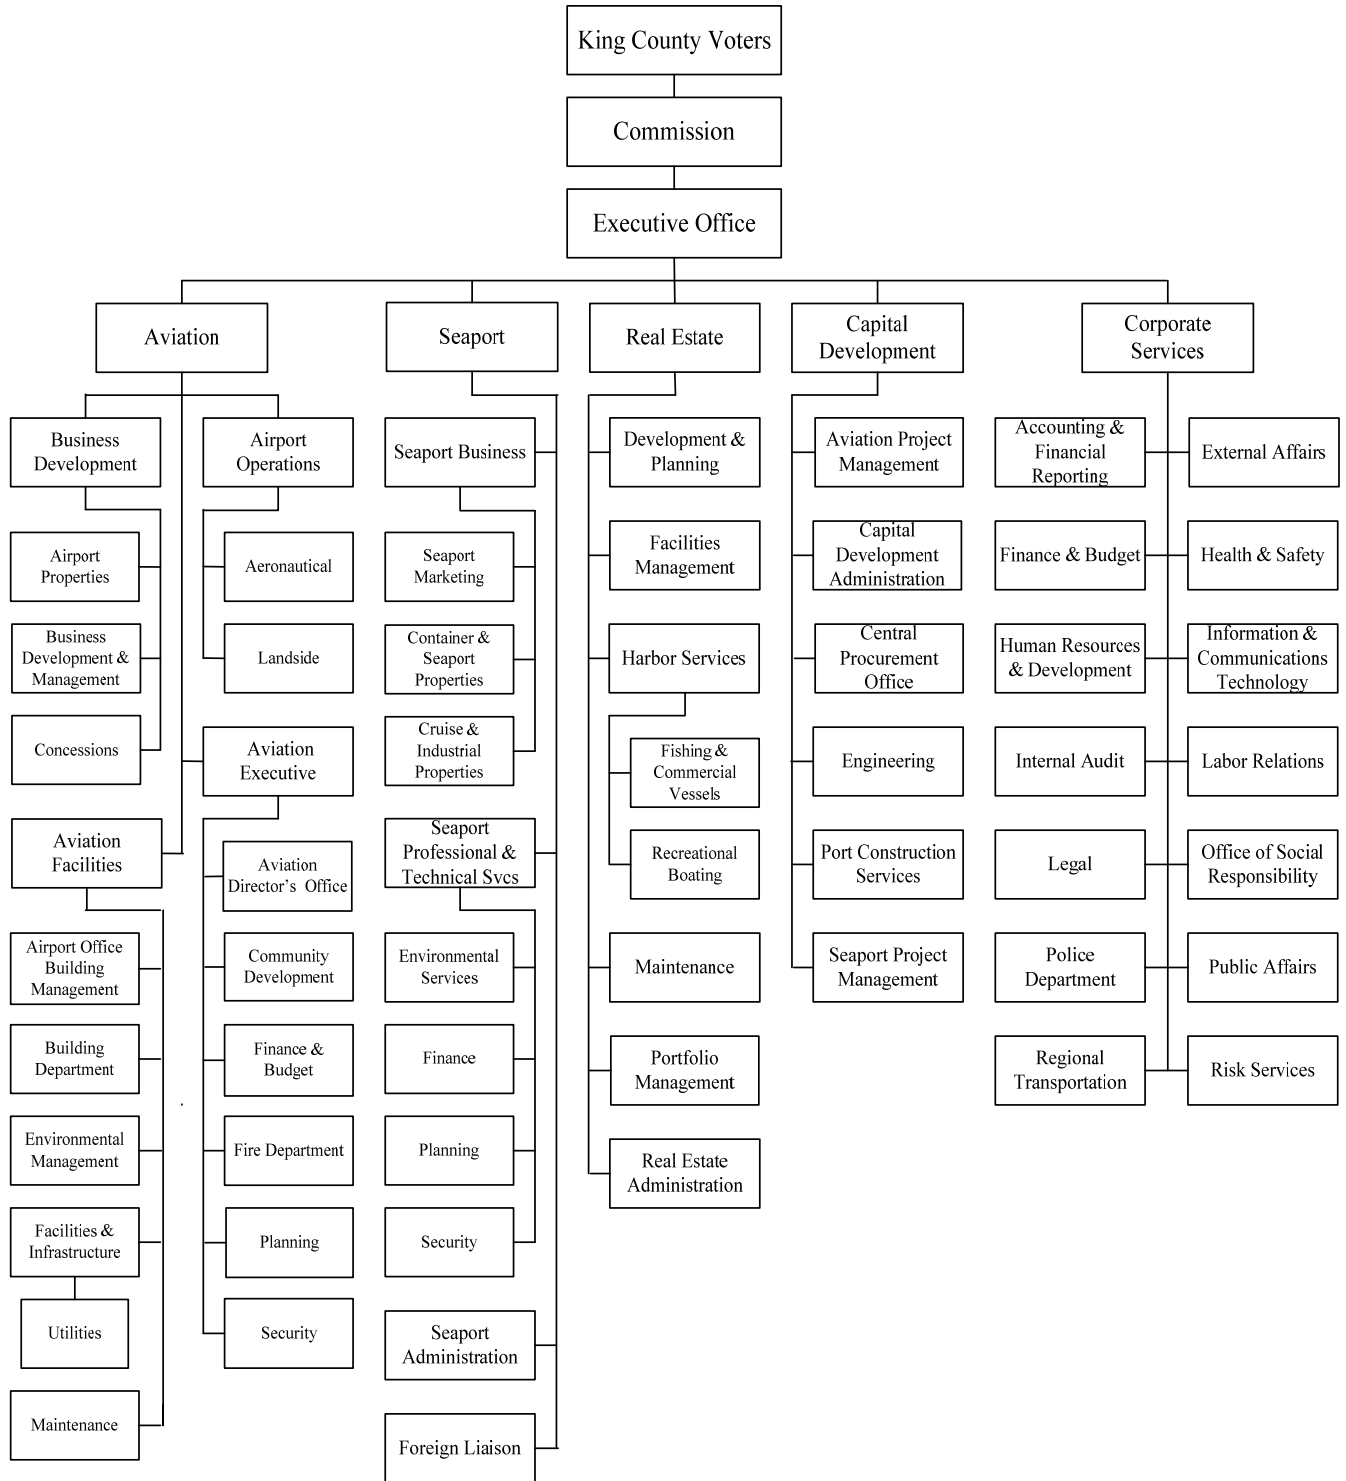 King County Voters
Commission
Executive Office
Aviation
Seaport
Real Estate
Capital
Development
Corporate
Services
Business
Development
Airport
Properties
Business
Development &
Management
Concessions
Airport
Operations
Aeronautical
Landside
Aviation
Executive
Aviation
Director's Office
Community
Development
Finance &
Budget
Fire Department
Planning
Security
Aviation
Facilities
Airport Office
Building
Management
Building
Department
Environmental
Management
Facilities &
Infrastructure
Utilities
Maintenance
Seaport Business
Seaport
Marketing
Container &
Seaport
Properties
Cruise &
Industrial
Properties
Seaport
Professional &
Technical Svcs
Environmental
Services
Finance
Planning
Security
Seaport
Administration
Foreign Liaison
Development &
Planning
Facilities
Management
Harbor Services
Fishing &
Commercial
Vessels
Recreational
Boating
Maintenance
Portfolio
Management
Real Estate
Administration
Aviation Project
Management
Capital
Development
Administration
Central
Procurement
Office
Engineering
Port Construction
Services
Seaport Project
Management
Accounting &
Financial
Reporting
Finance & Budget
Human Resources
& Development
Internal Audit
Legal
Police
Department
Regional
Transportation
External Affairs
Health & Safety
Information &
Communications
Technology
Labor Relations
Office of Social
Responsibility
Public Affairs
Risk Services